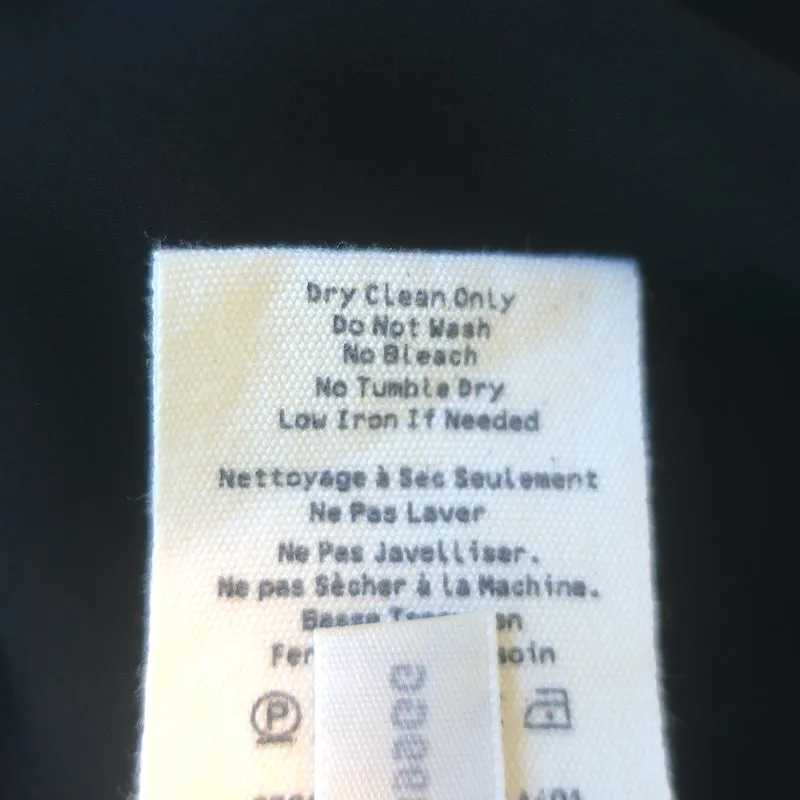 Dry Clean Only
Do Not Wash
No Bleach
No Tumble Dry
Low Iron If Needed
Nettoyage à Sec Seulement
Ne Pas Laver
Ne Pas Javelliser.
Ne pas Sècher à la Machine.
Basse
P